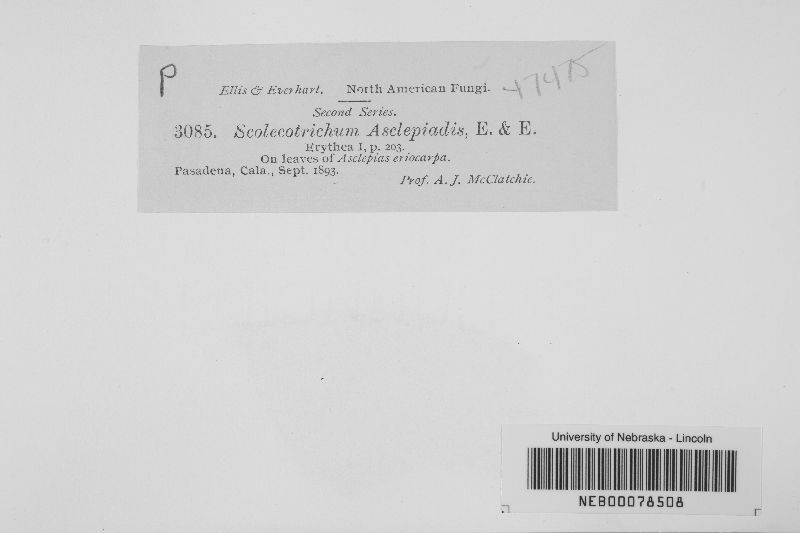 P
Ellis & Everhart. North American Fungi.
47475
Second Series.
3085. Scolecotrichum Asclepiadis, E. & E.
Erythea I, p. 203.
On leaves of Asclepias eriocarpa.
Pasadena, Cala., Sept. 1893.
Prof. A. J. McClatchie.
University of Nebraska - Lincoln
NEB00078508